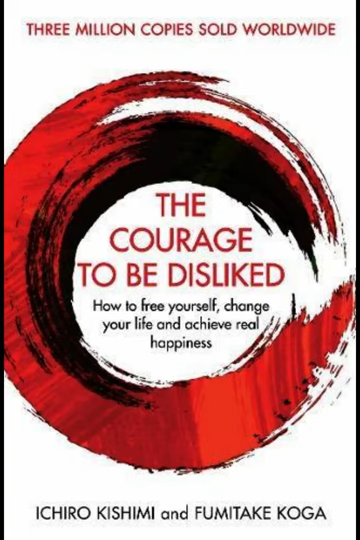 THREE MILLION COPIES SOLD WORLDWIDE
THE
COURAGE
TO BE DISLIKED
How to free yourself, change
your life and achieve real
happiness
ICHIRO KISHIMI and FUMITAKE KOGA